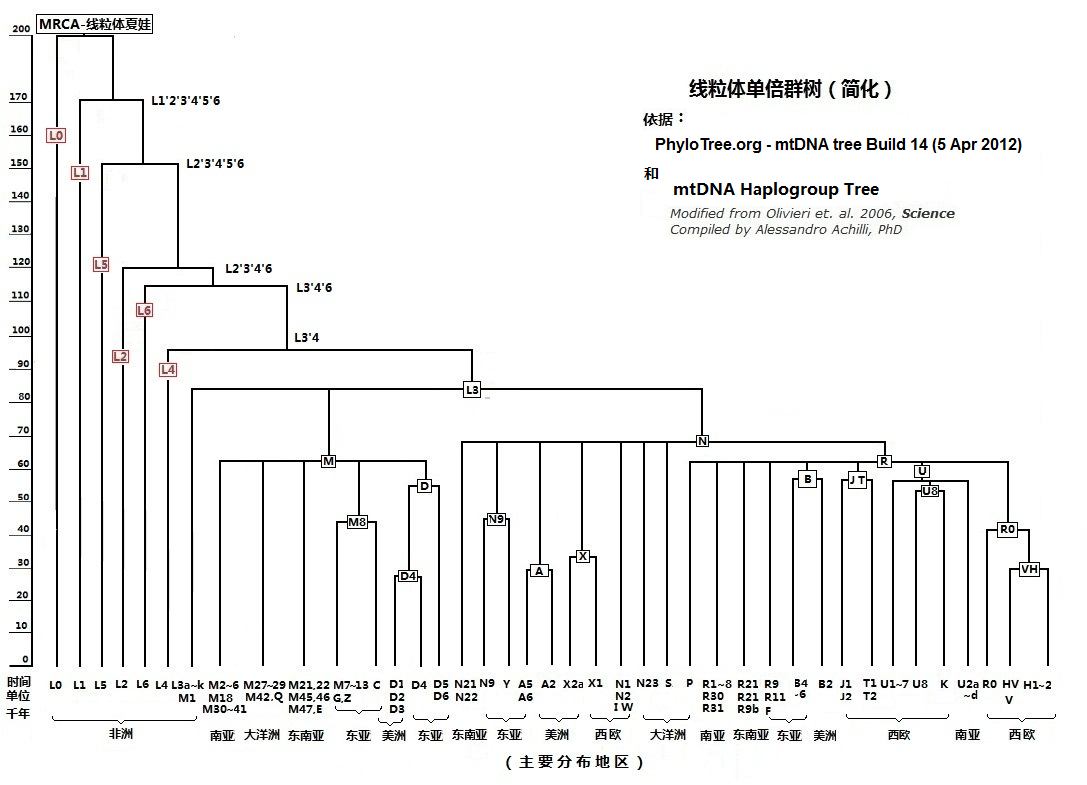 MRCA-线粒体夏娃
线粒体单倍群树（简化）
依据：
PhyloTree.org - mtDNA tree Build 14 (5 Apr 2012)
和
mtDNA Haplogroup Tree
Modified from Olivieri et. al. 2006, Science
Compiled by Alessandro Achilli, PhD
200
170
160
150
140
130
120
110
100
90
80
70
60
50
40
30
20
10
0
时间
单位
千年
L1'2'3'4'5'6
L0
L1
L2'3'4'5'6
L5
L2'3'4'6
L3'4'6
L6
L3'4
L2
L4
L3
N
M
R
U
D
B
J T
U8
M8
N9
R0
X
A
D4
VH
L0
L1
L5
L2
L6
L4
L3a~k
M1
M2~6
M18
M30~41
M27~29
M42,Q
M21,22
M45,46
M47,E
M7~13
G,Z
C
D1
D2
D3
D4
D5
D6
N21
N22
N9
Y
A5
A6
A2
X2a
X1
N1
N2
I W
N23
S
P
R1~8
R30
R31
R21
R21
R9b
R9
R11
F
B4
~6
B2
J1
J2
T1
T2
U1~7
U8
K
U2a
~d
R0
HV
V
H1~2
非洲
南亚
大洋洲
东南亚
东亚
美洲
东亚
东南亚
东亚
美洲
西欧
大洋洲
南亚
东南亚
东亚
美洲
西欧
南亚
西欧
（主要分布地区）